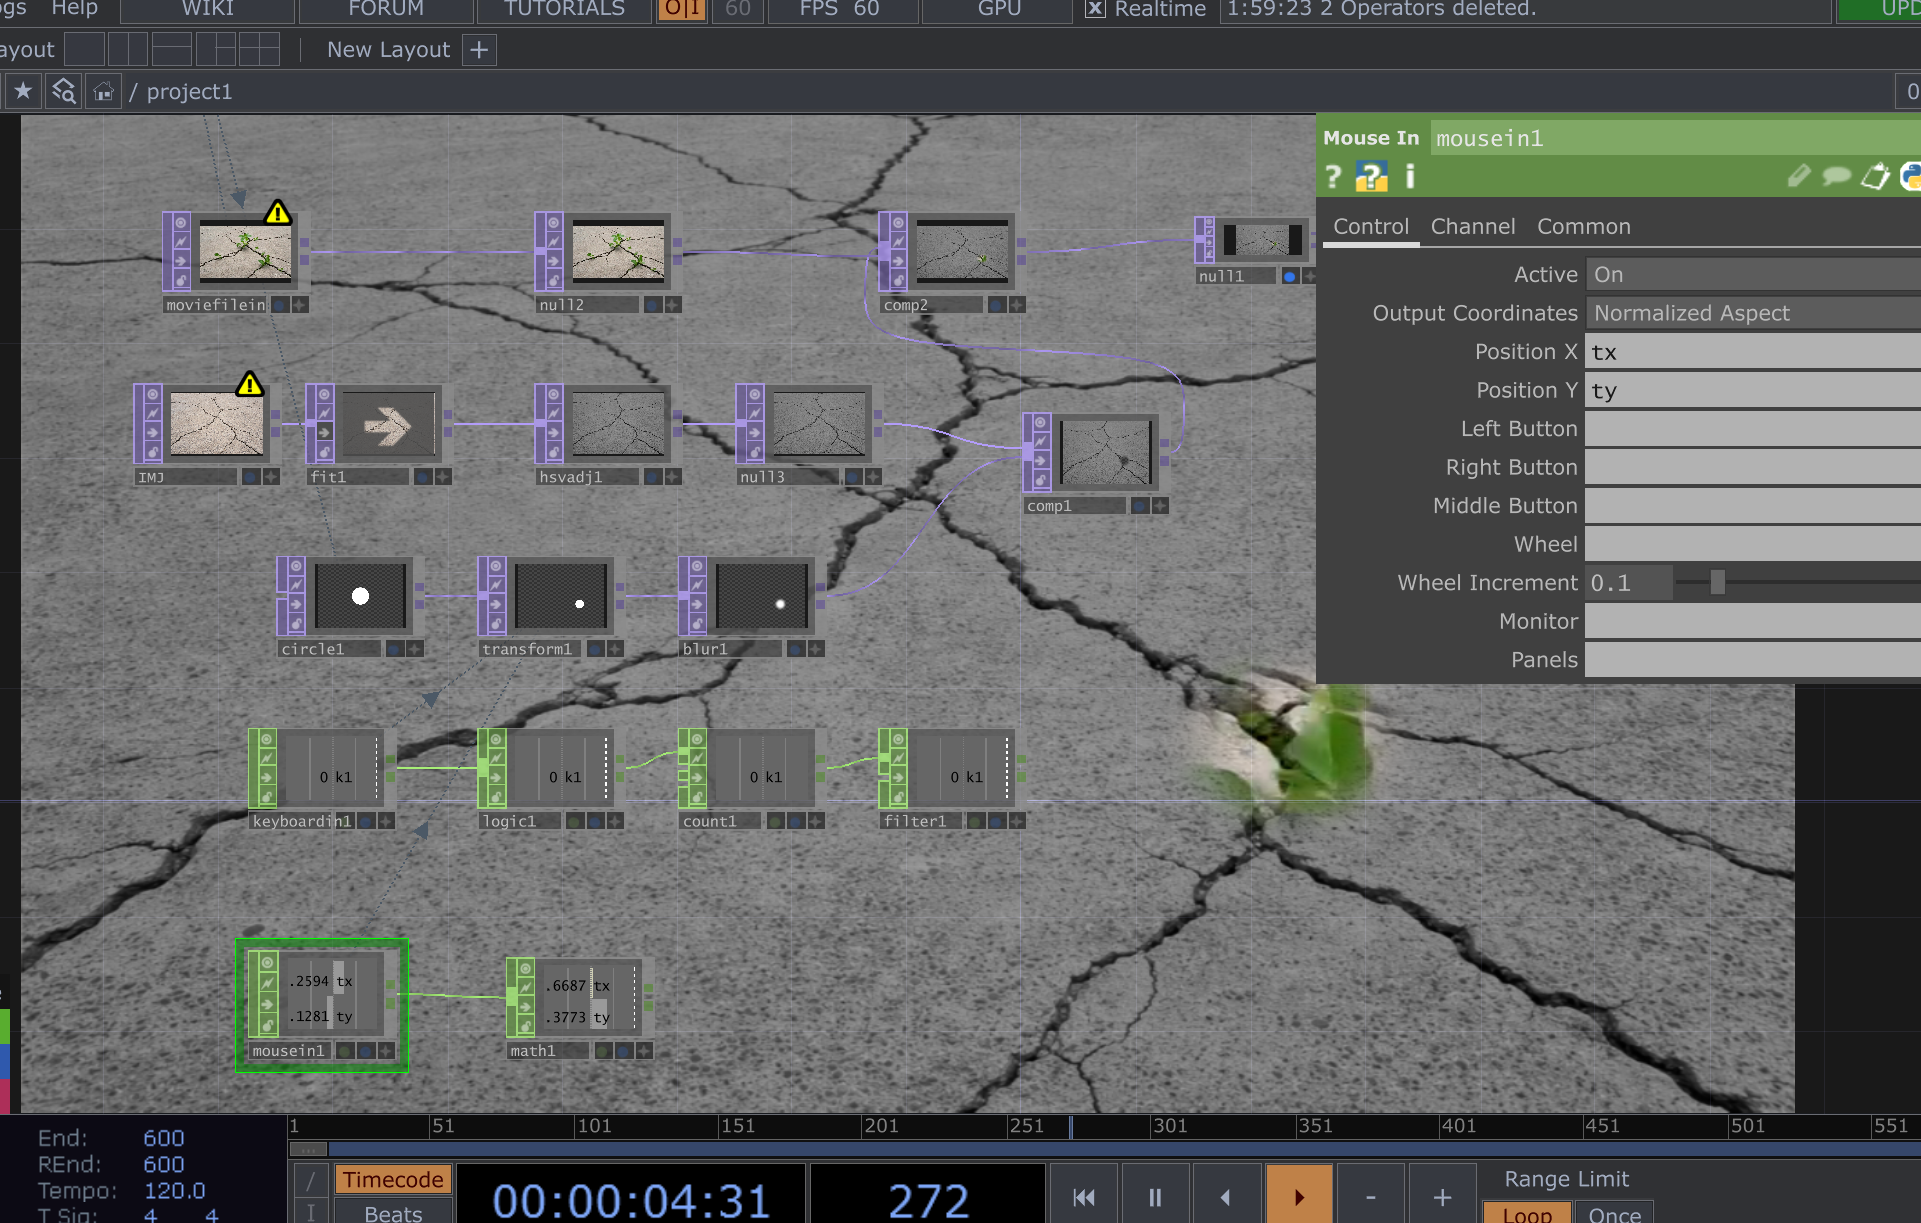 ogs Help WIKI FORUM TUTORIALS O|I 60 FPS 60 GPU X Realtime 1:59:23 2 Operators deleted. UPD
ayout New Layout +
/ project1 0
Mouse In mousein1
? ? i
Control Channel Common
Active On
Output Coordinates Normalized Aspect
Position X tx
Position Y ty
Left Button
Right Button
Middle Button
Wheel
Wheel Increment 0.1
Monitor
Panels
moviefilein null2 comp2 null1
IMJ fit1 hsvadj1 null3 comp1
circle1 transform1 blur1
0 k1 0 k1 0 k1 0 k1
keyboardin1 logic1 count1 filter1
.2594 tx .6687 tx
.1281 ty .3773 ty
mousein1 math1
1 51 101 151 201 251 301 351 401 451 501 551
End: 600
REnd: 600
Tempo: 120.0
T Sig: 4 4
...
/ Timecode 00:00:04:31 272 - + Range Limit
I Beats Loop Once